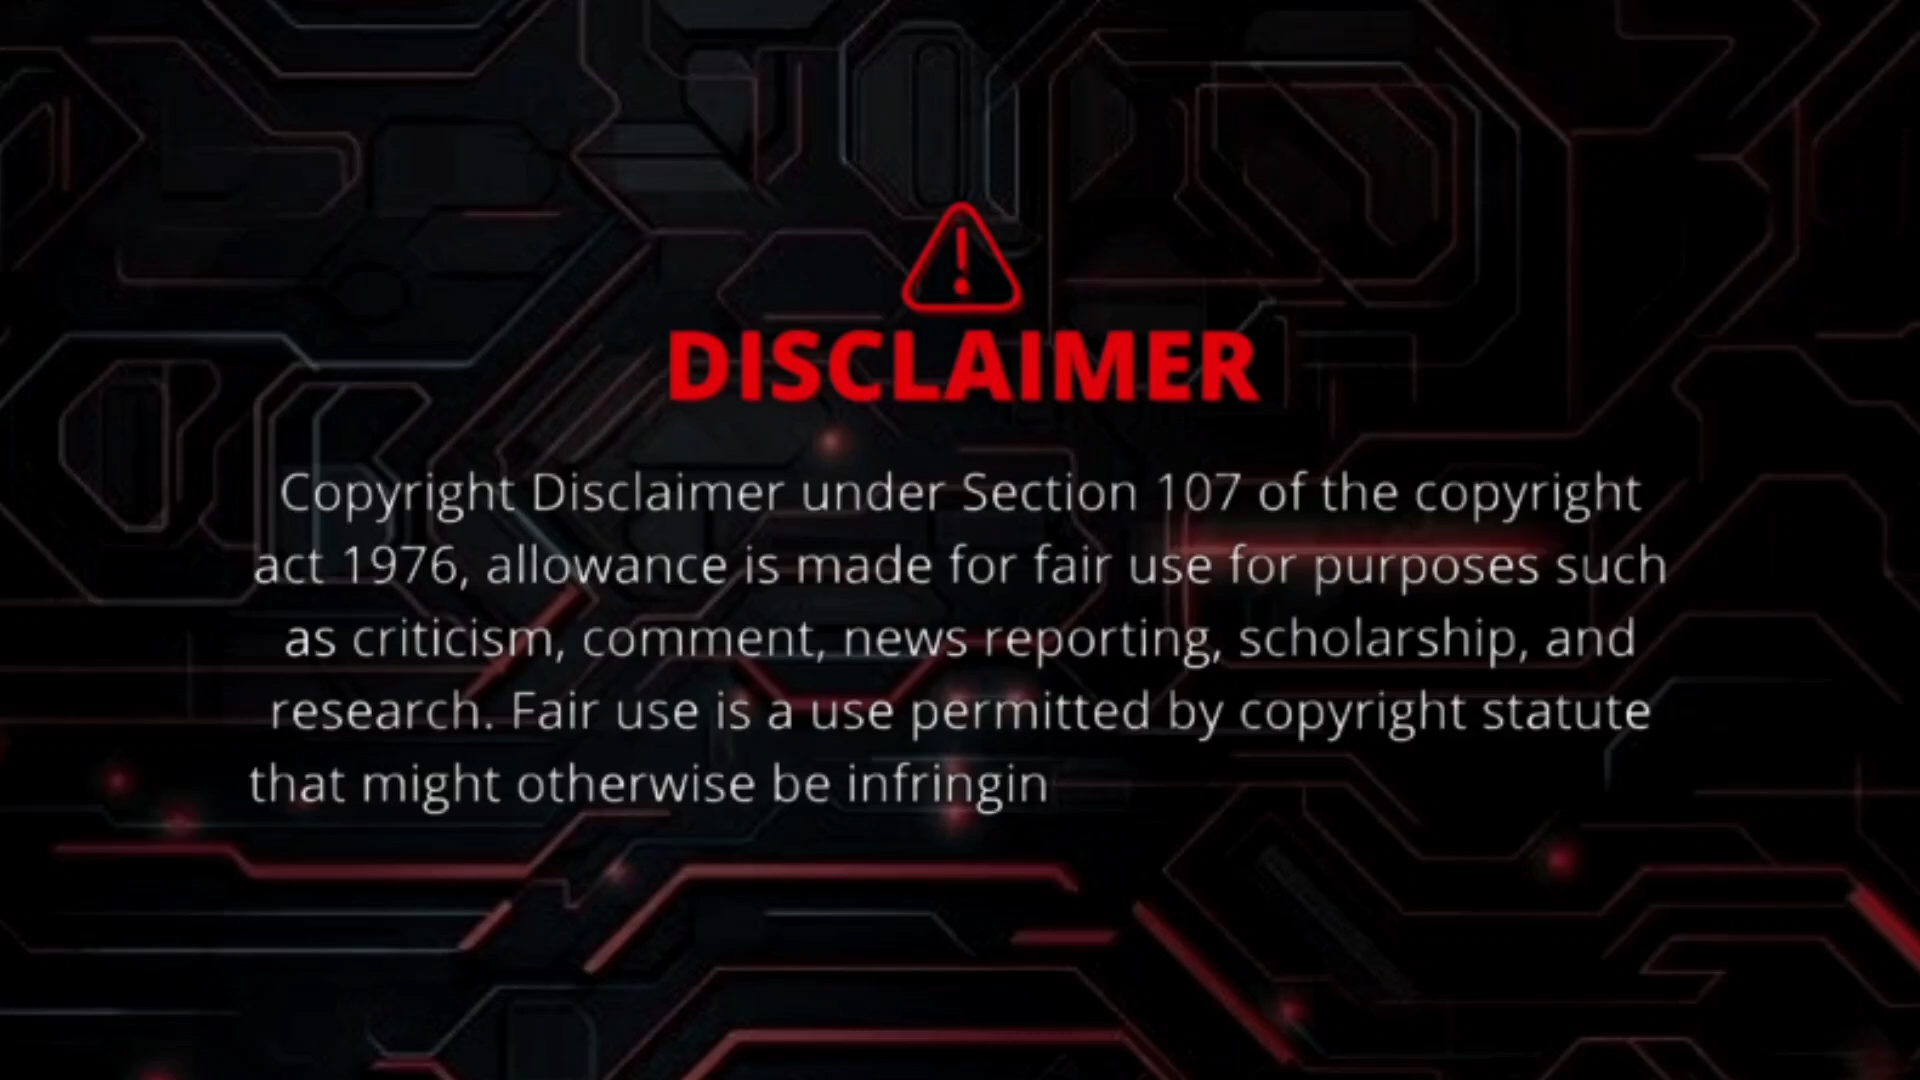 DISCLAIMER
Copyright Disclaimer under Section 107 of the copyright
act 1976, allowance is made for fair use for purposes such
as criticism, comment, news reporting, scholarship, and
research. Fair use is a use permitted by copyright statute
that might otherwise be infringin